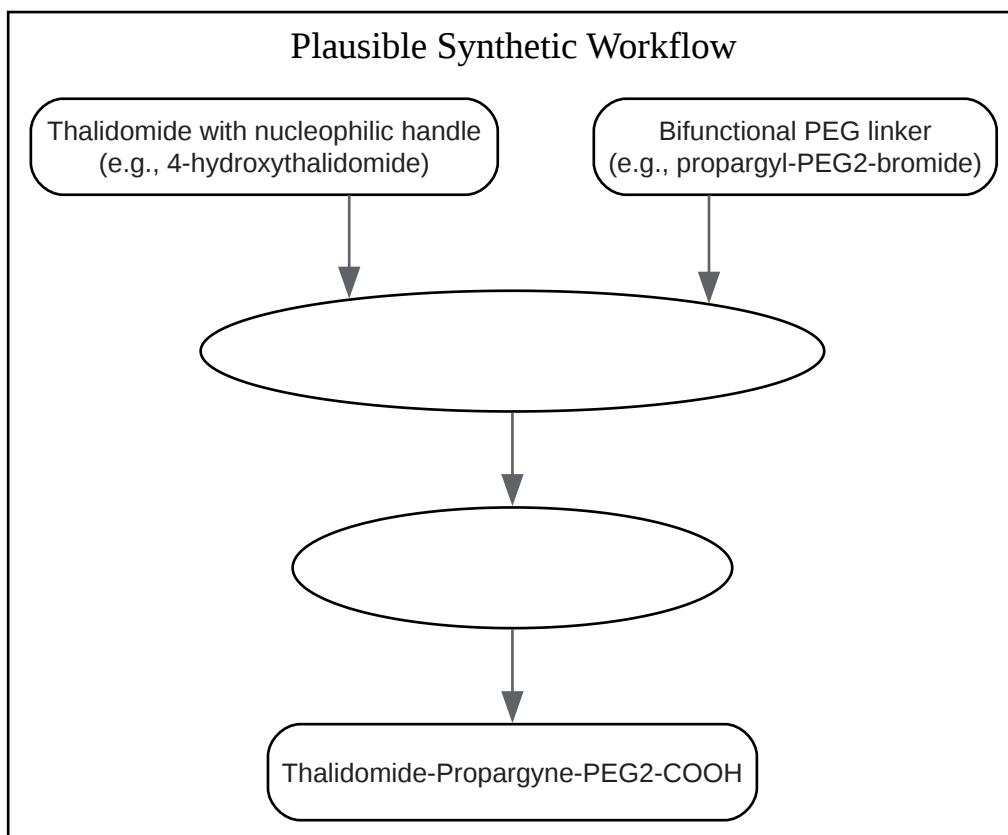 Plausible Synthetic Workflow
Thalidomide with nucleophilic handle
(e.g., 4-hydroxythalidomide)
Bifunctional PEG linker
(e.g., propargyl-PEG2-bromide)
Thalidomide-Propargyne-PEG2-COOH